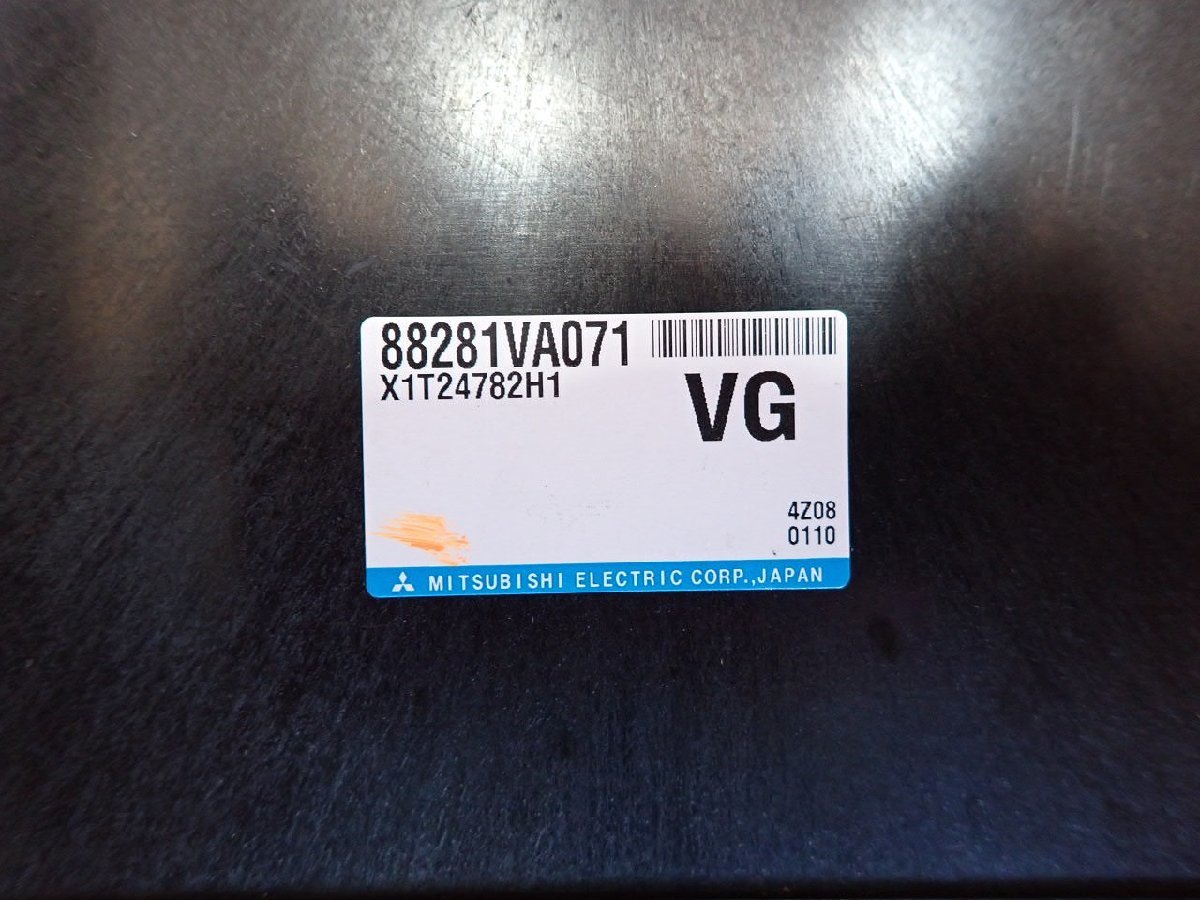 88281VA071
X1T24782H1
VG
4Z08
0110
MITSUBISHI ELECTRIC CORP.,JAPAN